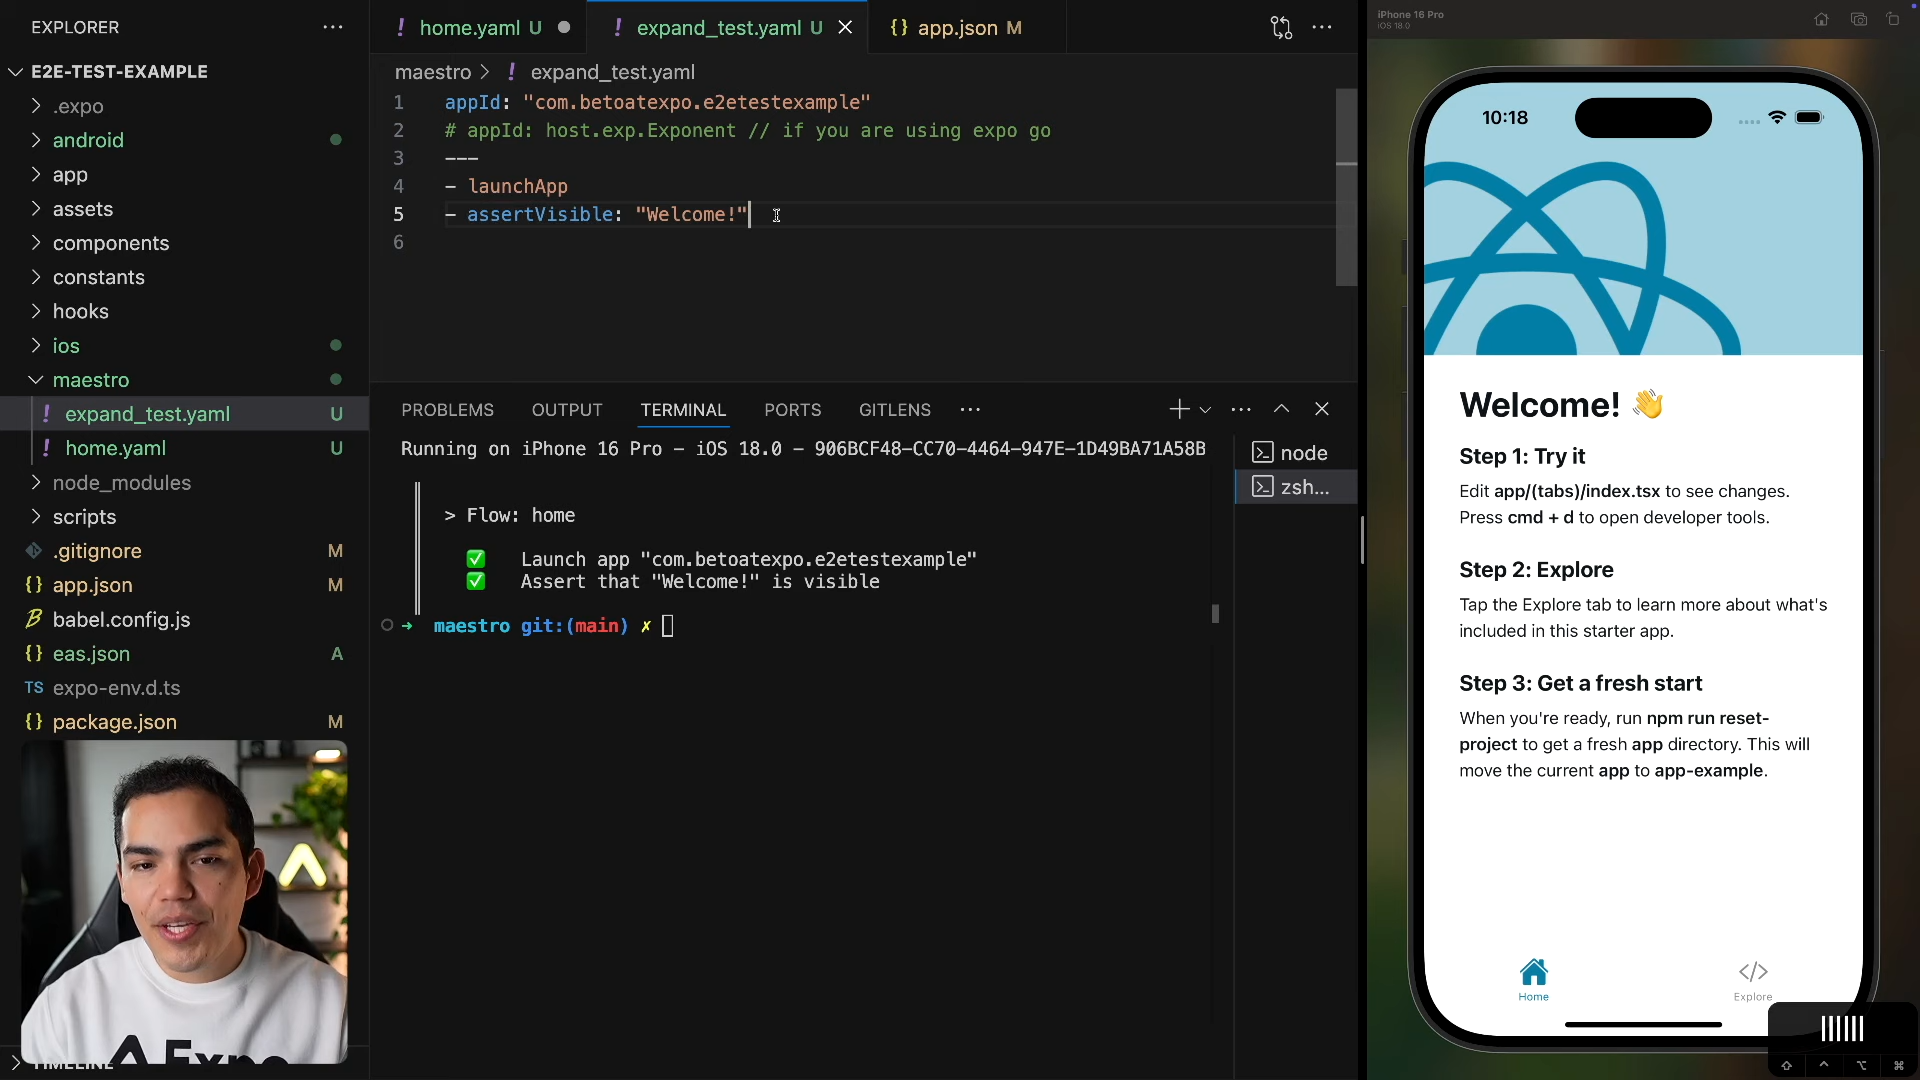 EXPLORER
E2E-TEST-EXAMPLE
.expo
android
app
assets
components
constants
hooks
ios
maestro
! expand_test.yaml U
! home.yaml U
node_modules
scripts
.gitignore M
{} app.json M
babel.config.js
{} eas.json A
TS expo-env.d.ts
{} package.json M
TIMELINE
! home.yaml U
! expand_test.yaml U
{} app.json M
maestro > ! expand_test.yaml
1 appId: "com.betoatexpo.e2etestexample"
2 # appId: host.exp.Exponent // if you are using expo go
3 ---
4 - launchApp
5 - assertVisible: "Welcome!"
6
PROBLEMS OUTPUT TERMINAL PORTS GITLENS
Running on iPhone 16 Pro - iOS 18.0 - 906BCF48-CC70-4464-947E-1D49BA71A58B
> Flow: home
✅ Launch app "com.betoatexpo.e2etestexample"
✅ Assert that "Welcome!" is visible
→ maestro git:(main) ✗
node
zsh...
iPhone 16 Pro
iOS 18.0
10:18
Welcome! 👋
Step 1: Try it
Edit app/(tabs)/index.tsx to see changes.
Press cmd + d to open developer tools.
Step 2: Explore
Tap the Explore tab to learn more about what's
included in this starter app.
Step 3: Get a fresh start
When you're ready, run npm run reset-
project to get a fresh app directory. This will
move the current app to app-example.
Home
Explore
Expo